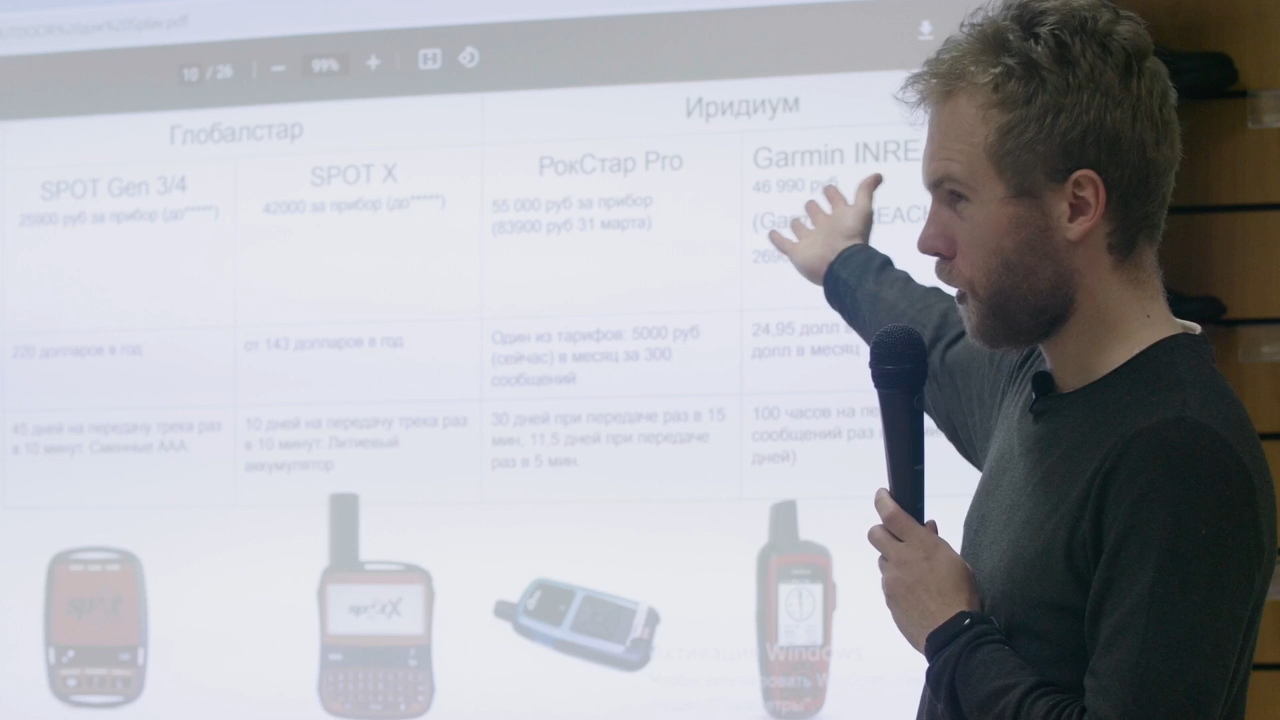 10 / 26
99%
Глобалстар
Иридиум
SPOT Gen 3/4
25900 руб за прибор (до*****)
SPOT X
42000 за прибор (до*****)
РокСтар Pro
55 000 руб за прибор
(83900 руб 31 марта)
Garmin INRE
46 990 руб
220 долларов в год
от 143 долларов в год
Один из тарифов: 5000 руб
(сейчас) в месяц за 300
сообщений
24,95 долл
долл в месяц
45 дней на передачу трека раз
в 10 минут. Сменные ААА.
10 дней на передачу трека раз
в 10 минут. Литиевый
аккумулятор
30 дней при передаче раз в 15
мин, 11,5 дней при передаче
раз в 5 мин.
100 часов на
сообщений раз
дней)
spot
spot X
Активация Windows